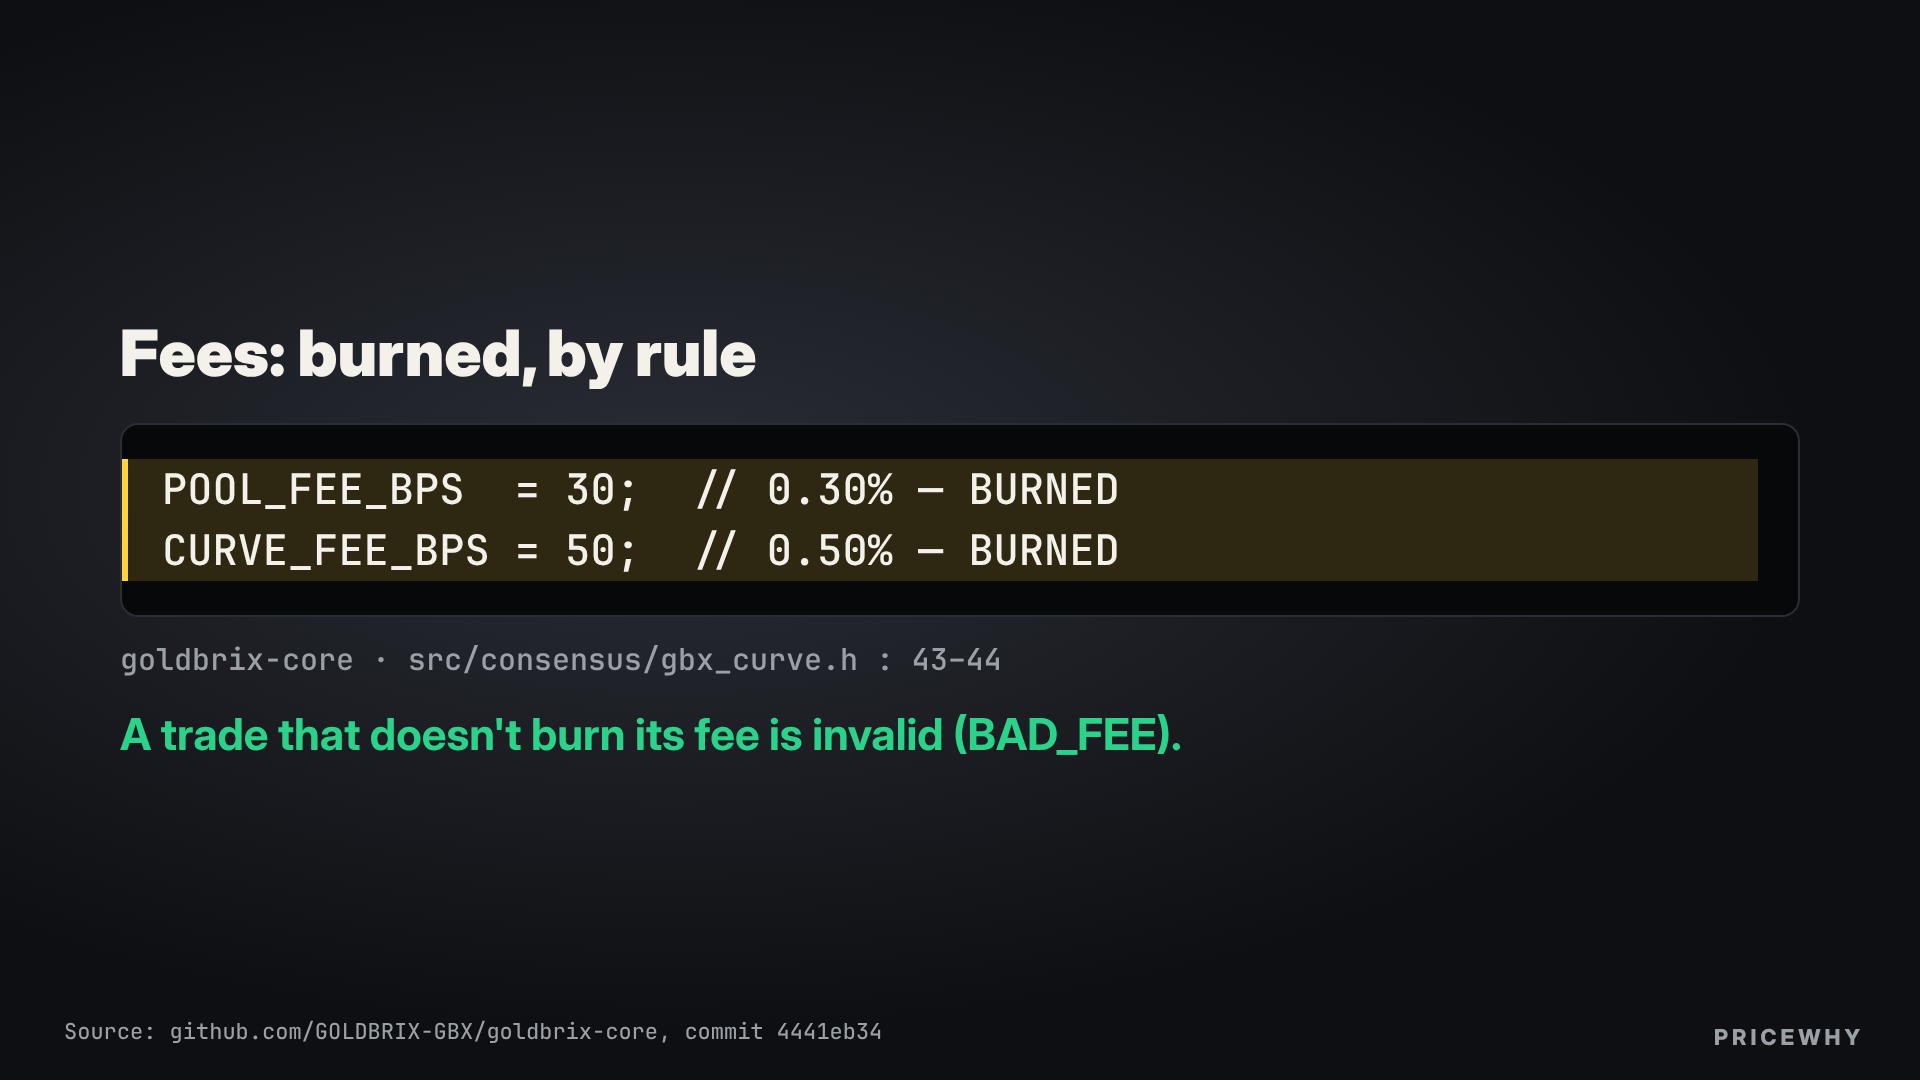 Fees: burned, by rule
POOL_FEE_BPS  = 30;  // 0.30% — BURNED
CURVE_FEE_BPS = 50;  // 0.50% — BURNED
goldbrix-core · src/consensus/gbx_curve.h : 43–44
A trade that doesn't burn its fee is invalid (BAD_FEE).
Source: github.com/GOLDBRIX-GBX/goldbrix-core, commit 4441eb34
PRICEWHY